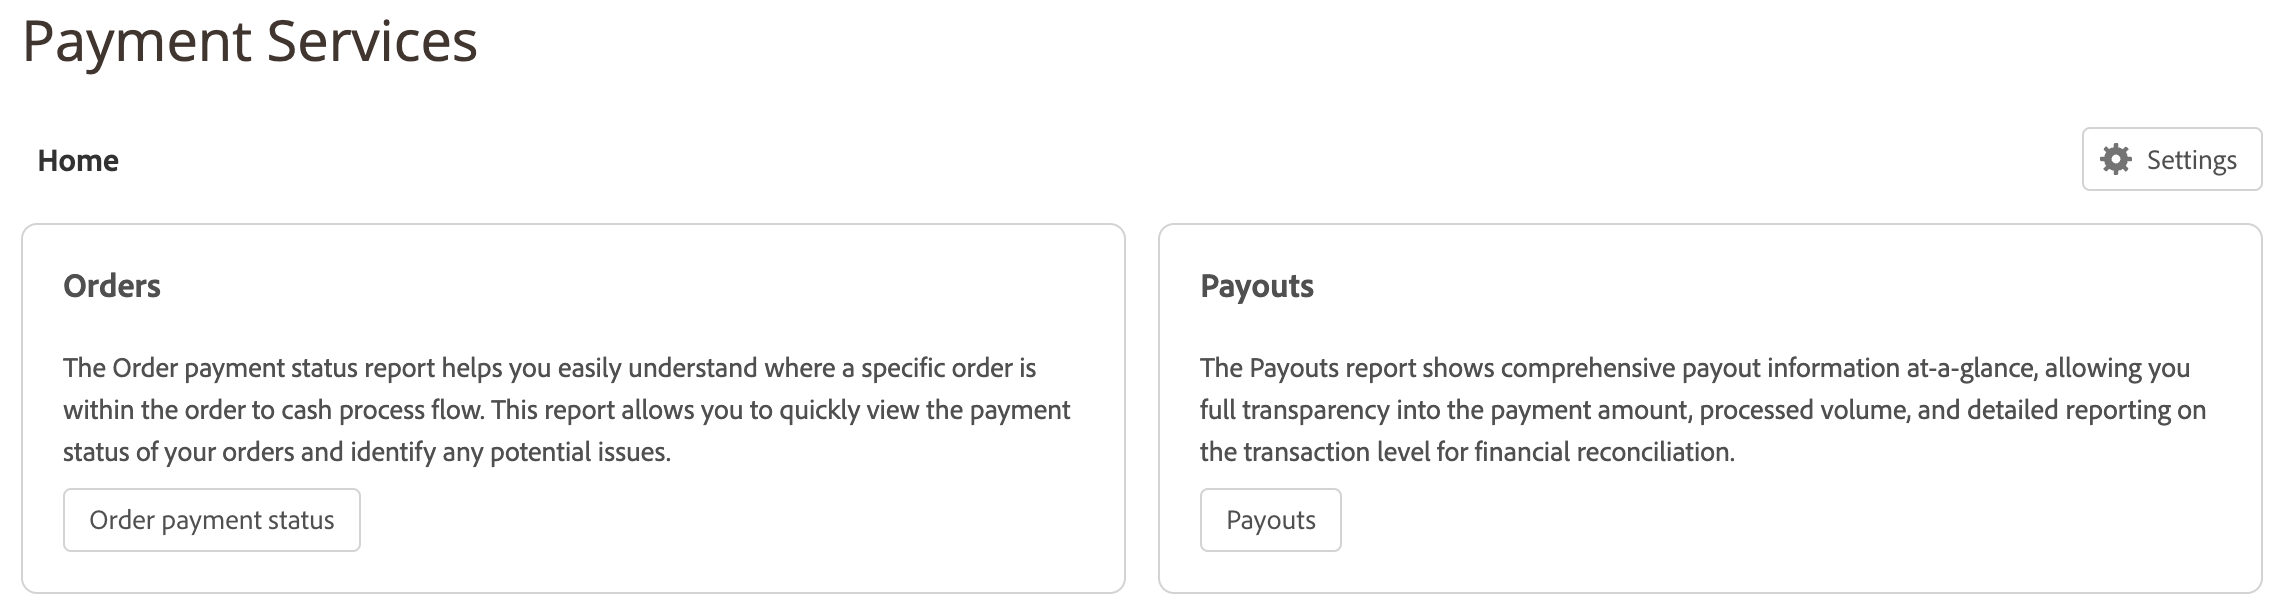 Payment Services
Home
Settings
Orders
The Order payment status report helps you easily understand where a specific order is
within the order to cash process flow. This report allows you to quickly view the payment
status of your orders and identify any potential issues.
Order payment status
Payouts
The Payouts report shows comprehensive payout information at-a-glance, allowing you
full transparency into the payment amount, processed volume, and detailed reporting on
the transaction level for financial reconciliation.
Payouts